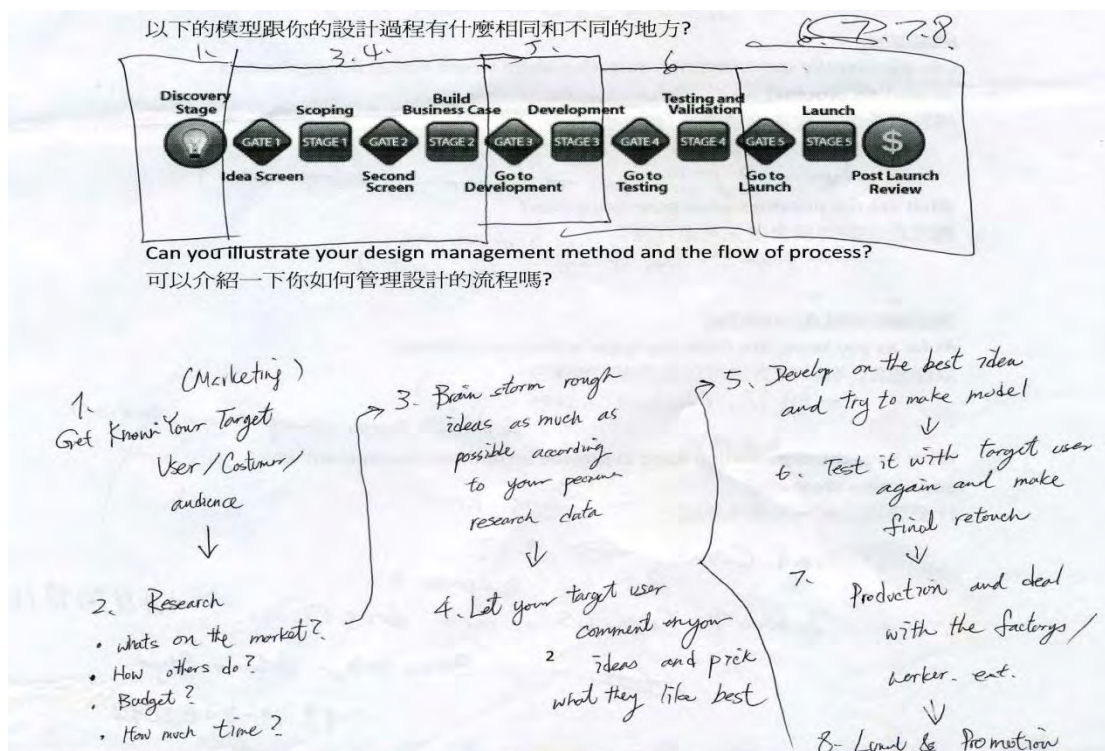 以下的模型跟你的設計過程有什麼相同和不同的地方?
1.
3.4.
5.
6
7.8.
Discovery Stage
Scoping
Build Business Case
Development
Testing and Validation
Launch
GATE 1
STAGE 1
GATE 2
STAGE 2
GATE 3
STAGE 3
GATE 4
STAGE 4
GATE 5
STAGE 5
$
Idea Screen
Second Screen
Go to Development
Go to Testing
Go to Launch
Post Launch Review
Can you illustrate your design management method and the flow of process?
可以介紹一下你如何管理設計的流程嗎?
(Marketing)
1.
Get Known Your Target
User / Costumer /
audience
2. Research
• whats on the market?
• How others do?
• Budget?
• How much time?
3. Brain storm rough
ideas as much as
possible according
to your
research data
4. Let your target user
comment on your
ideas and pick
what they like best
2
5. Develop on the best idea
and try to make model
6. Test it with target user
again and make
final retouch
7.
Production and deal
with the factorys /
worker. ect.
8. & Promotion